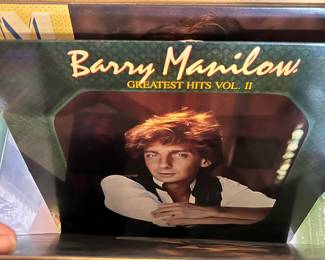 M
Barry Manilow
GREATEST HITS VOL. II